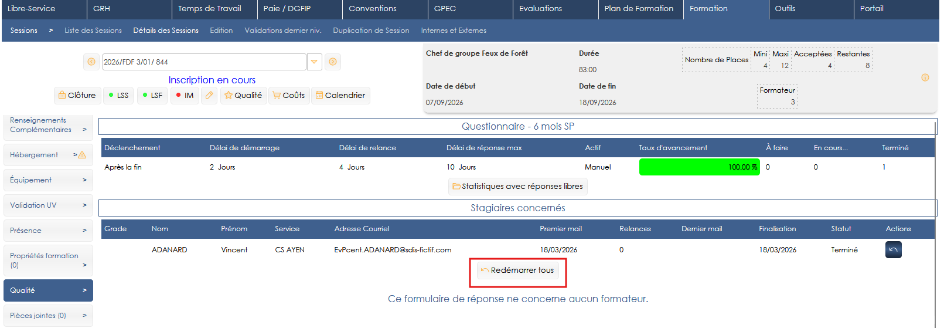 Libre-Service CRH Temps de Travail Paie / DGFIP Conventions GPEC Evaluations Plan de Formation Formation Outils Portail
Sessions > Liste des Sessions Détails des Sessions Edition Validations dernier niv. Duplication de Session Internes et Externes
2026/FDF 3/01/ 844
Inscription en cours
Clôture LSS LSF IM Qualité Coûts Calendrier
Chef de groupe Feux de Forêt Durée
53:00
Date de début Date de fin
07/09/2026 18/09/2026
Mini Maxi Acceptées Restantes
Nombre de Places 4 12 4 8
Formateur
3
Renseignements
Complémentaires >
Hébergement >
Équipement >
Validation UV >
Présence >
Propriétés formation
(0) >
Qualité >
Pièces jointes (0) >
Questionnaire - 6 mois SP
Déclenchement Délai de démarrage Délai de relance Délai de réponse max Actif Taux d'avancement À faire En cours... Terminé
Après la fin 2 Jours 4 Jours 10 Jours Manuel 100,00 % 0 0 1
Statistiques avec réponses libres
Stagiaires concernés
Grade Nom Prénom Service Adresse Courriel Premier mail Relances Dernier mail Finalisation Statut Actions
ADANARD Vincent CS AYEN EvPcent.ADANARD@sdis-fictif.com 18/03/2026 0 18/03/2026 Terminé
Redémarrer tous
Ce formulaire de réponse ne concerne aucun formateur.